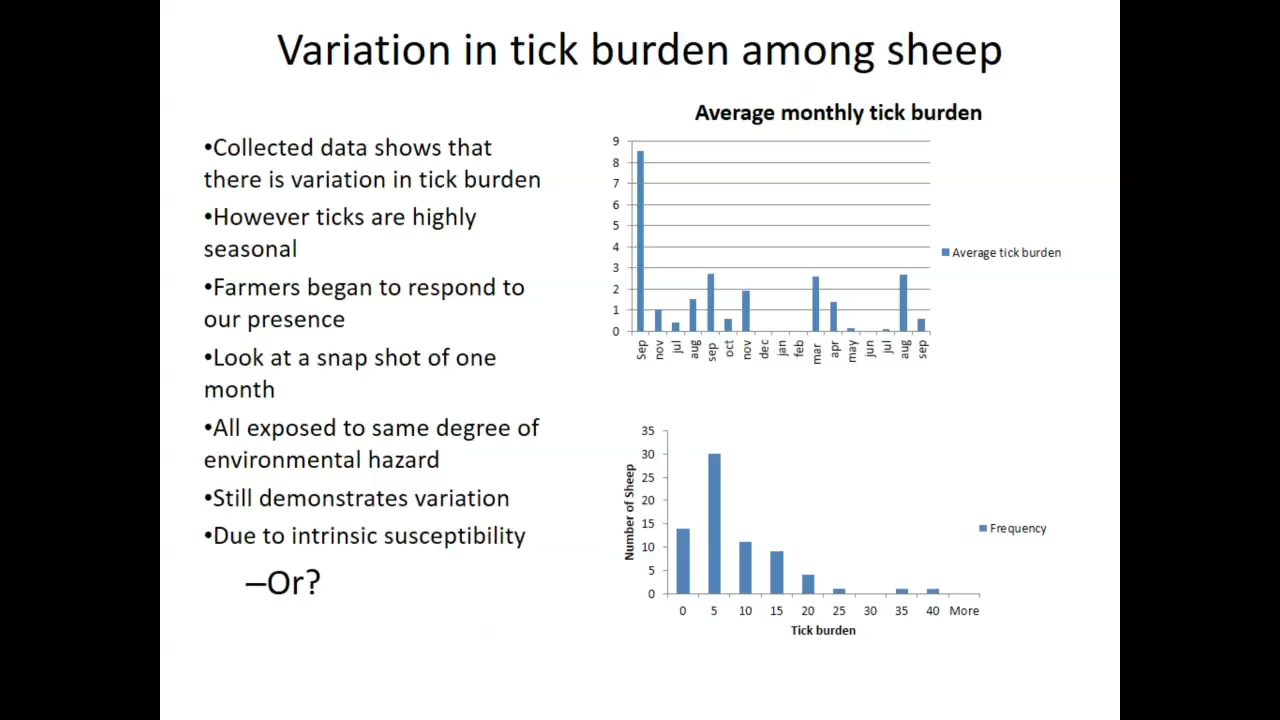 Variation in tick burden among sheep
•Collected data shows that
there is variation in tick burden
•However ticks are highly
seasonal
•Farmers began to respond to
our presence
•Look at a snap shot of one
month
•All exposed to same degree of
environmental hazard
•Still demonstrates variation
•Due to intrinsic susceptibility
–Or?
Average monthly tick burden
9
8
7
6
5
4
3
2
1
0
Sep nov jul aug sep oct nov dec jan feb mar apr may jun jul aug sep
Average tick burden
35
30
25
20
15
10
5
0
Number of Sheep
0 5 10 15 20 25 30 35 40 More
Tick burden
Frequency